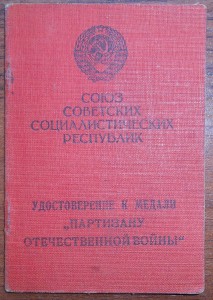 СОЮЗ
СОВЕТСКИХ
СОЦИАЛИСТИЧЕСКИХ
РЕСПУБЛИК
УДОСТОВЕРЕНИЕ К МЕДАЛИ
„ПАРТИЗАНУ
ОТЕЧЕСТВЕННОЙ ВОЙНЫ"